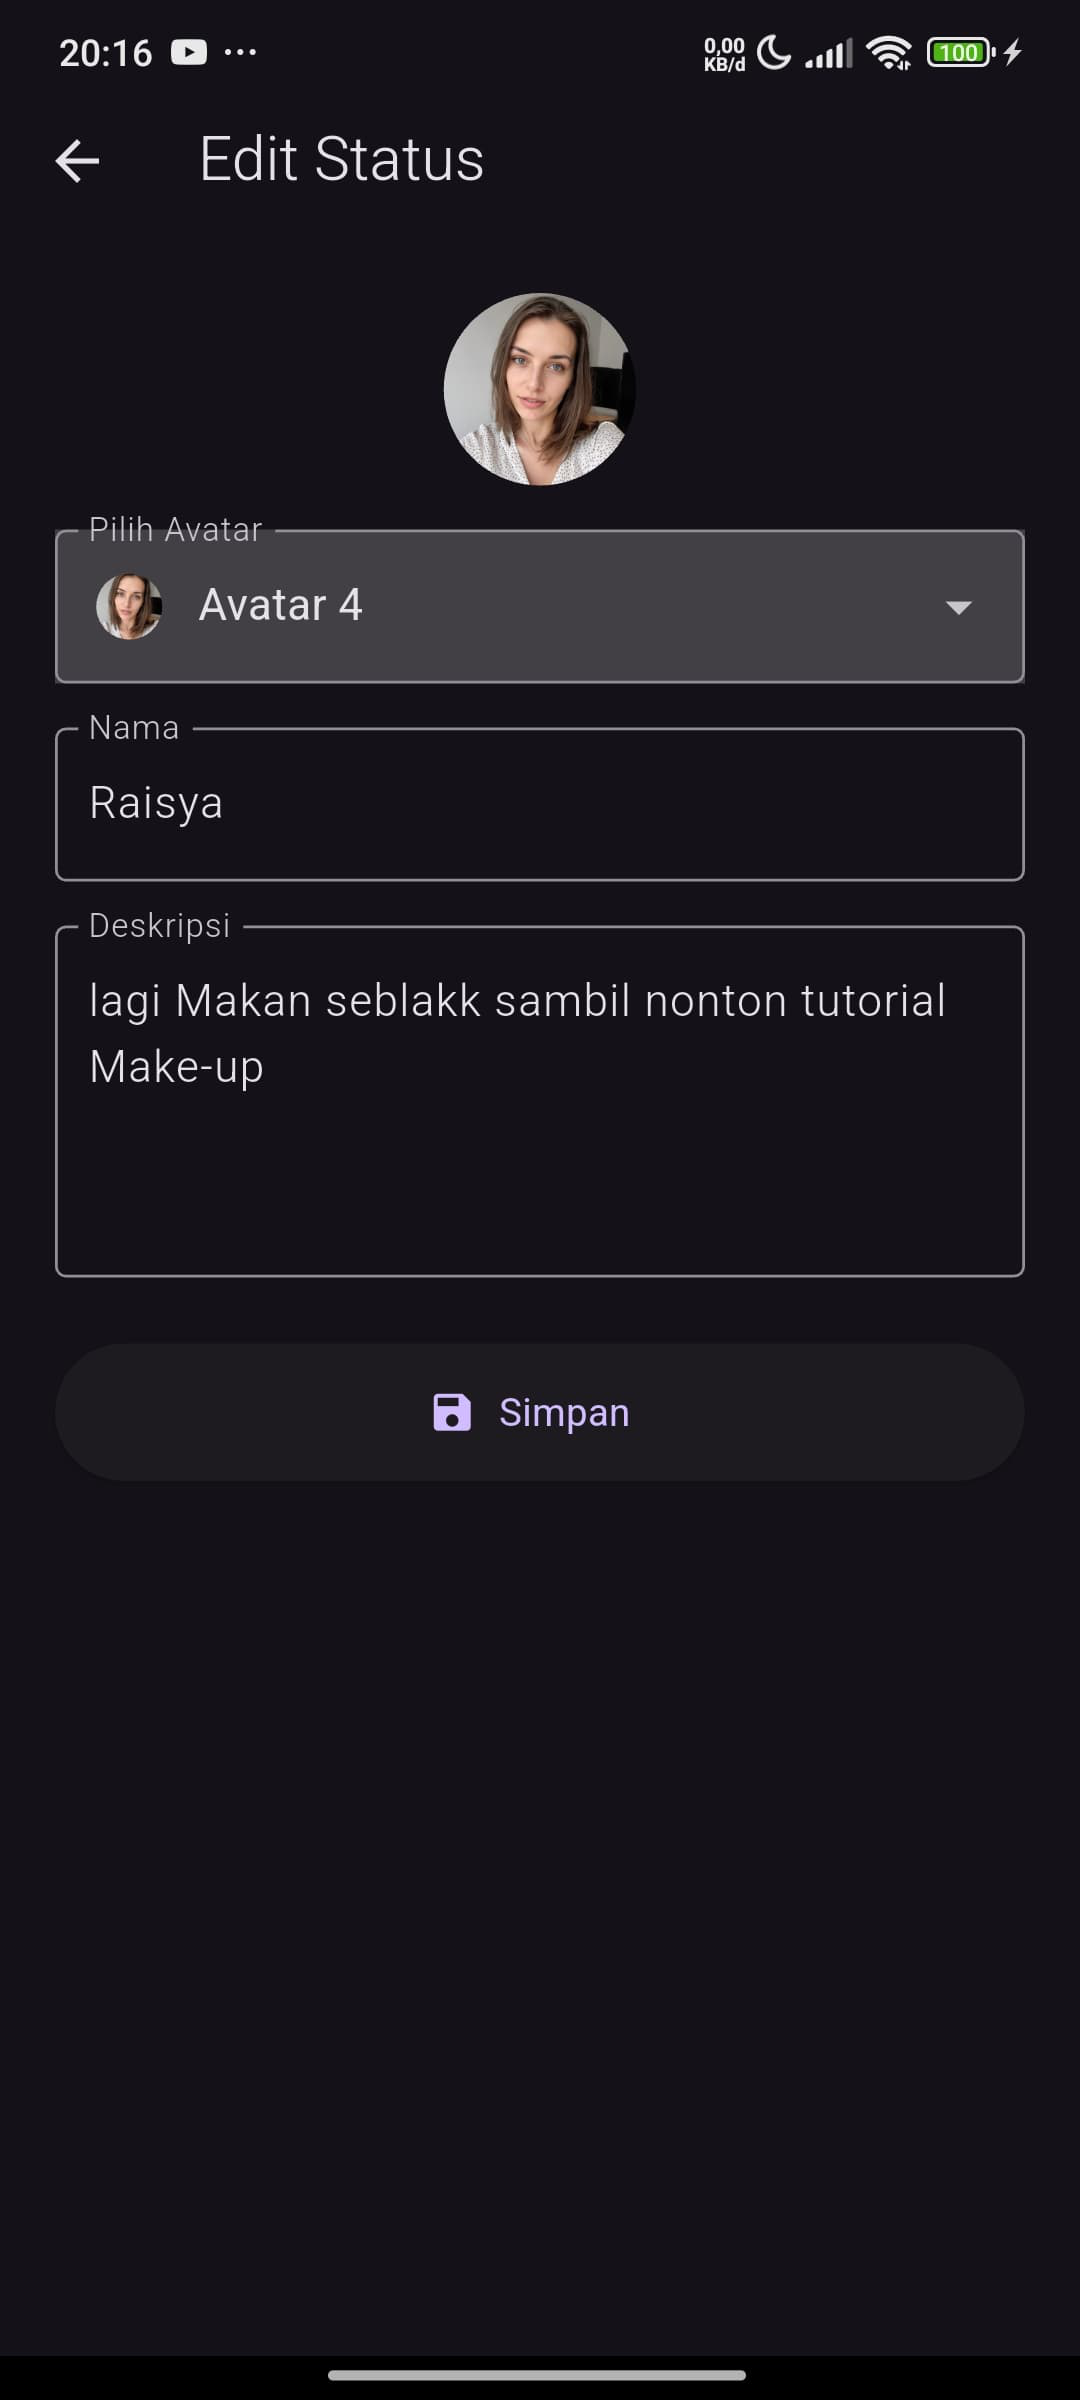 20:16
0,00
KB/d
100
Edit Status
Pilih Avatar
Avatar 4
Nama
Raisya
Deskripsi
lagi Makan seblakk sambil nonton tutorial
Make-up
Simpan